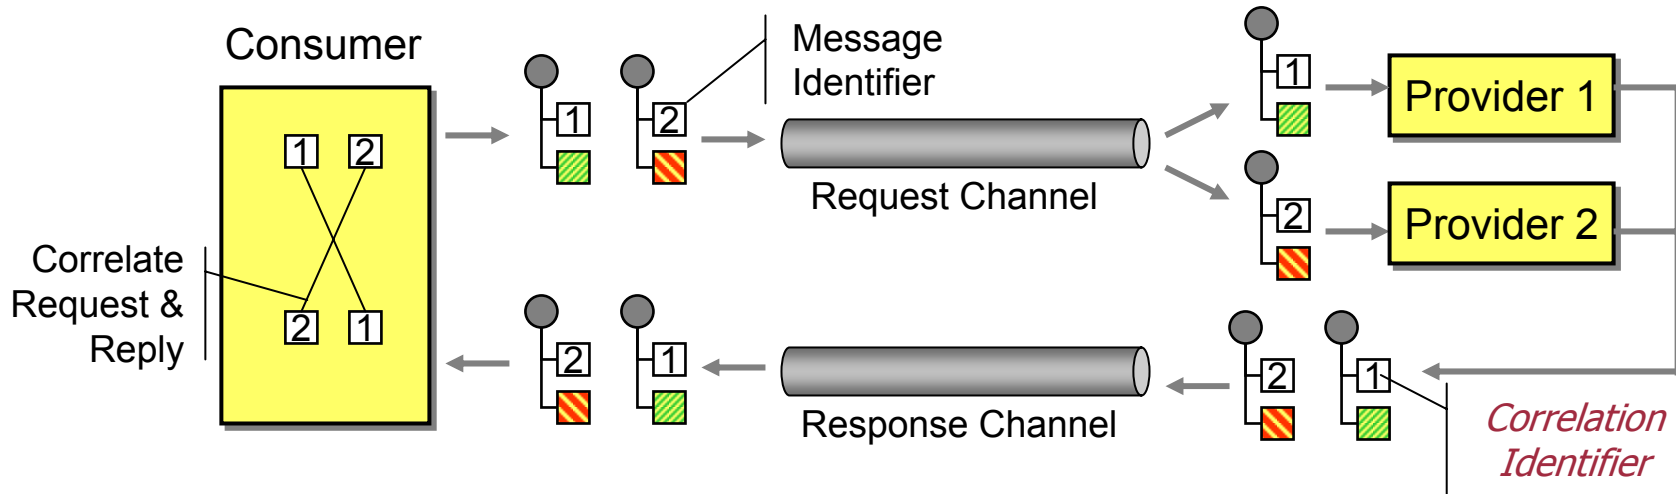 Consumer
Message
Identifier
1
2
1
Provider 1
1 2
Request Channel
2
Provider 2
Correlate
Request &
Reply
2 1
2
1
Response Channel
2
1
Correlation
Identifier